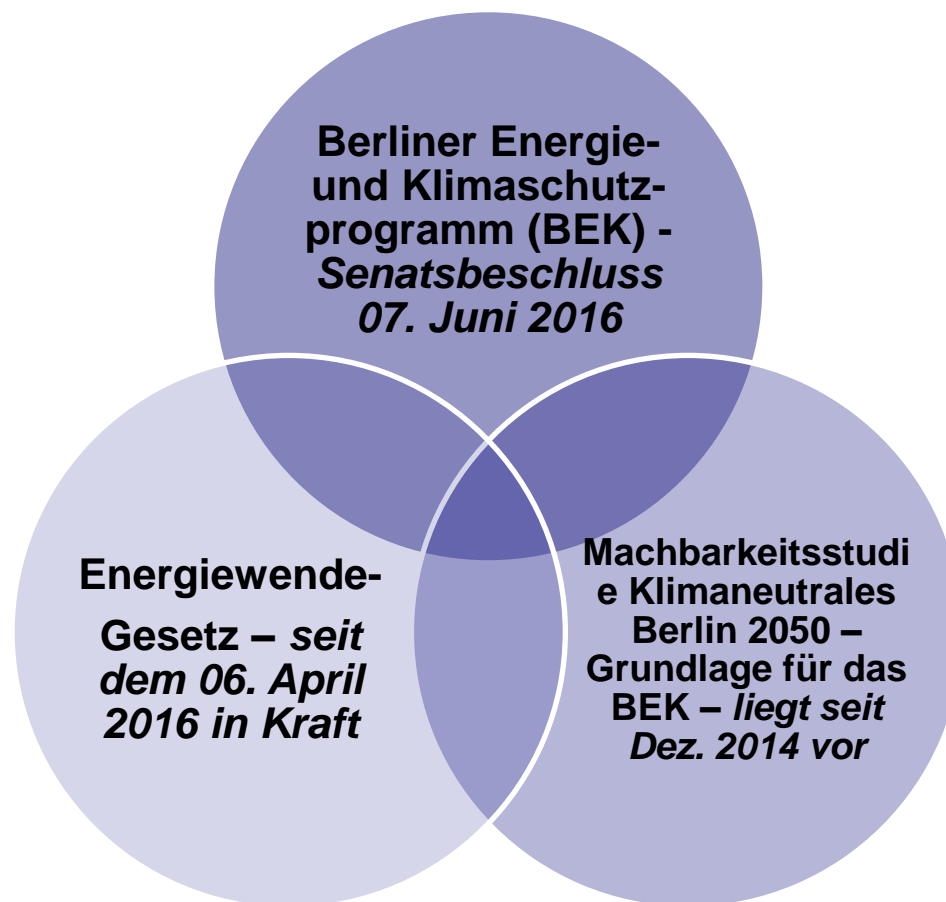 Berliner Energie-
und Klimaschutz-
programm (BEK) -
Senatsbeschluss
07. Juni 2016
Energiewende-
Gesetz – seit
dem 06. April
2016 in Kraft
Machbarkeitsstudi
e Klimaneutrales
Berlin 2050 –
Grundlage für das
BEK – liegt seit
Dez. 2014 vor